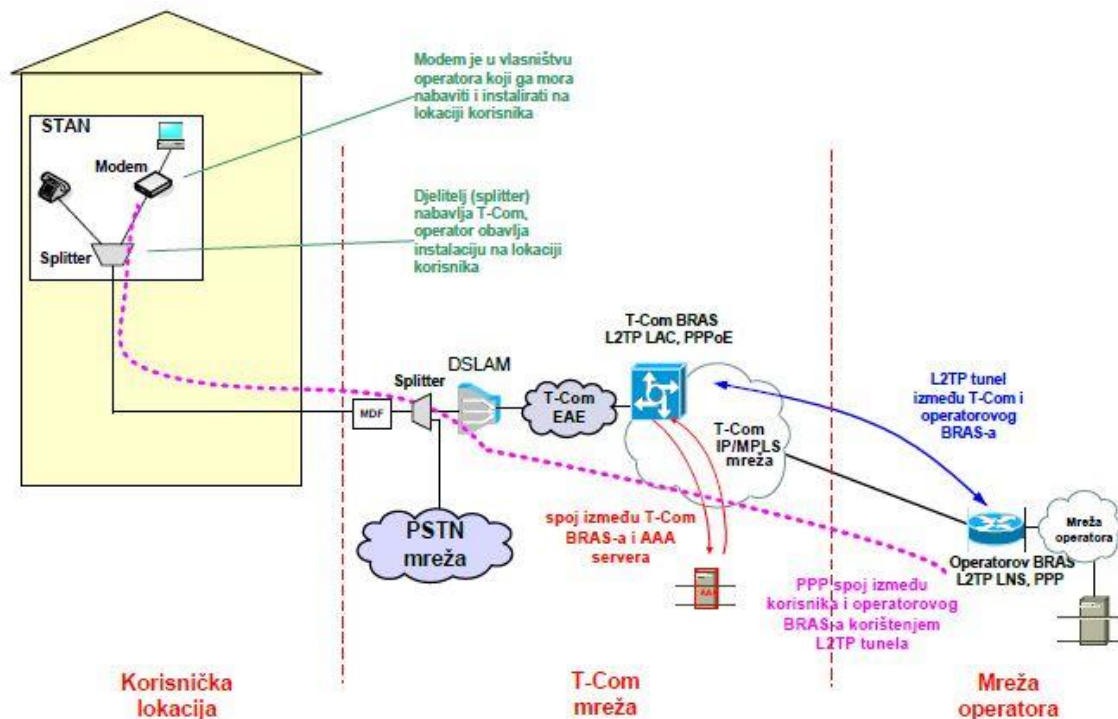 Modem je u vlasništvu
operatora koji ga mora
nabaviti i instalirati na
lokaciji korisnika
STAN
Modem
Djelitelj (splitter)
nabavlja T-Com,
operator obavlja
instalaciju na lokaciji
korisnika
Splitter
T-Com BRAS
L2TP LAC, PPPoE
DSLAM
Splitter
MDF
T-Com
EAE
T-Com
IP/MPLS
mreža
L2TP tunel
između T-Com i
operatorovog
BRAS-a
PSTN
mreža
spoj između T-Com
BRAS-a i AAA
servera
AAA
Mreža
operatora
Operatorov BRAS
L2TP LNS, PPP
PPP spoj između
korisnika i operatorovog
BRAS-a korištenjem
L2TP tunela
Korisnička
lokacija
T-Com
mreža
Mreža
operatora